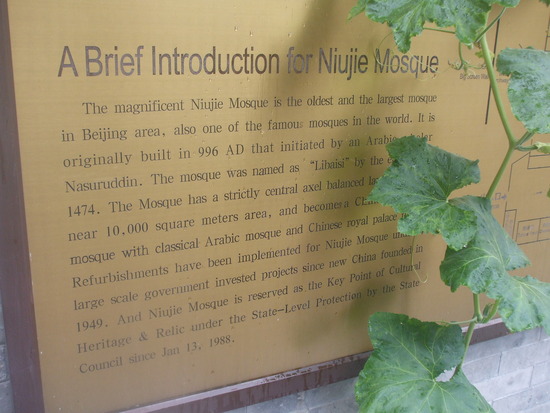 A Brief Introduction for Niujie Mosque
The magnificent Niujie Mosque is the oldest and the largest mosque
in Beijing area, also one of the famous mosques in the world. It is
originally built in 996 AD that initiated by an Arabic
Nasuruddin. The mosque was named as “Libaisi” by the
1474. The Mosque has a strictly central axel balanced
near 10,000 square meters area, and becomes a
mosque with classical Arabic mosque and Chinese royal palace
Refurbishments have been implemented for Niujie Mosque
large scale government invested projects since new China founded in
1949. And Niujie Mosque is reserved as the Key Point of Cultural
Heritage & Relic under the State-Level Protection by the State
Council since Jan 13, 1988.